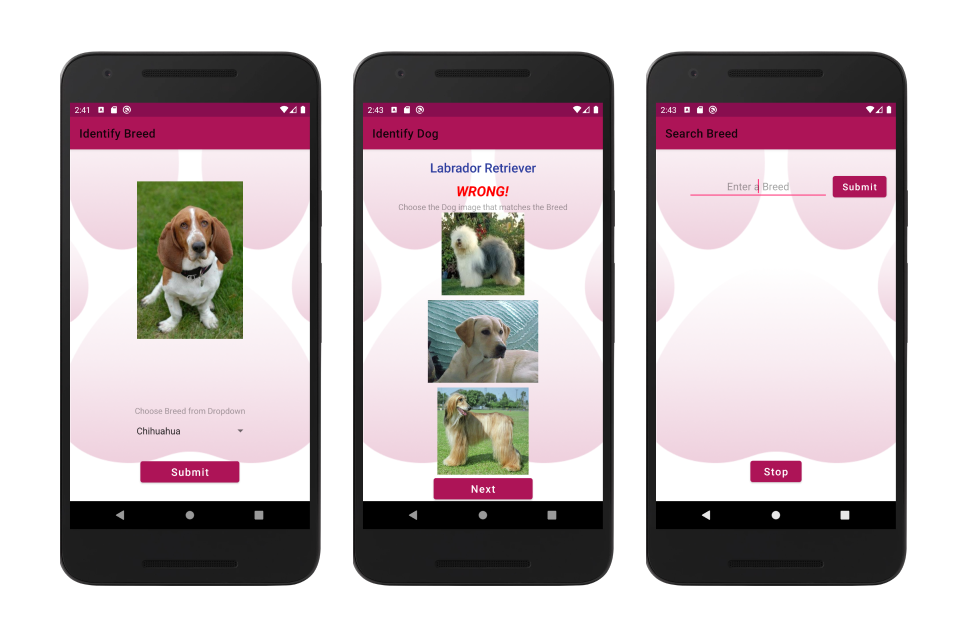 2:41
Identify Breed
Choose Breed from Dropdown
Chihuahua
Submit
2:43
Identify Dog
Labrador Retriever
WRONG!
Choose the Dog image that matches the Breed
Next
2:43
Search Breed
Enter a Breed
Submit
Stop